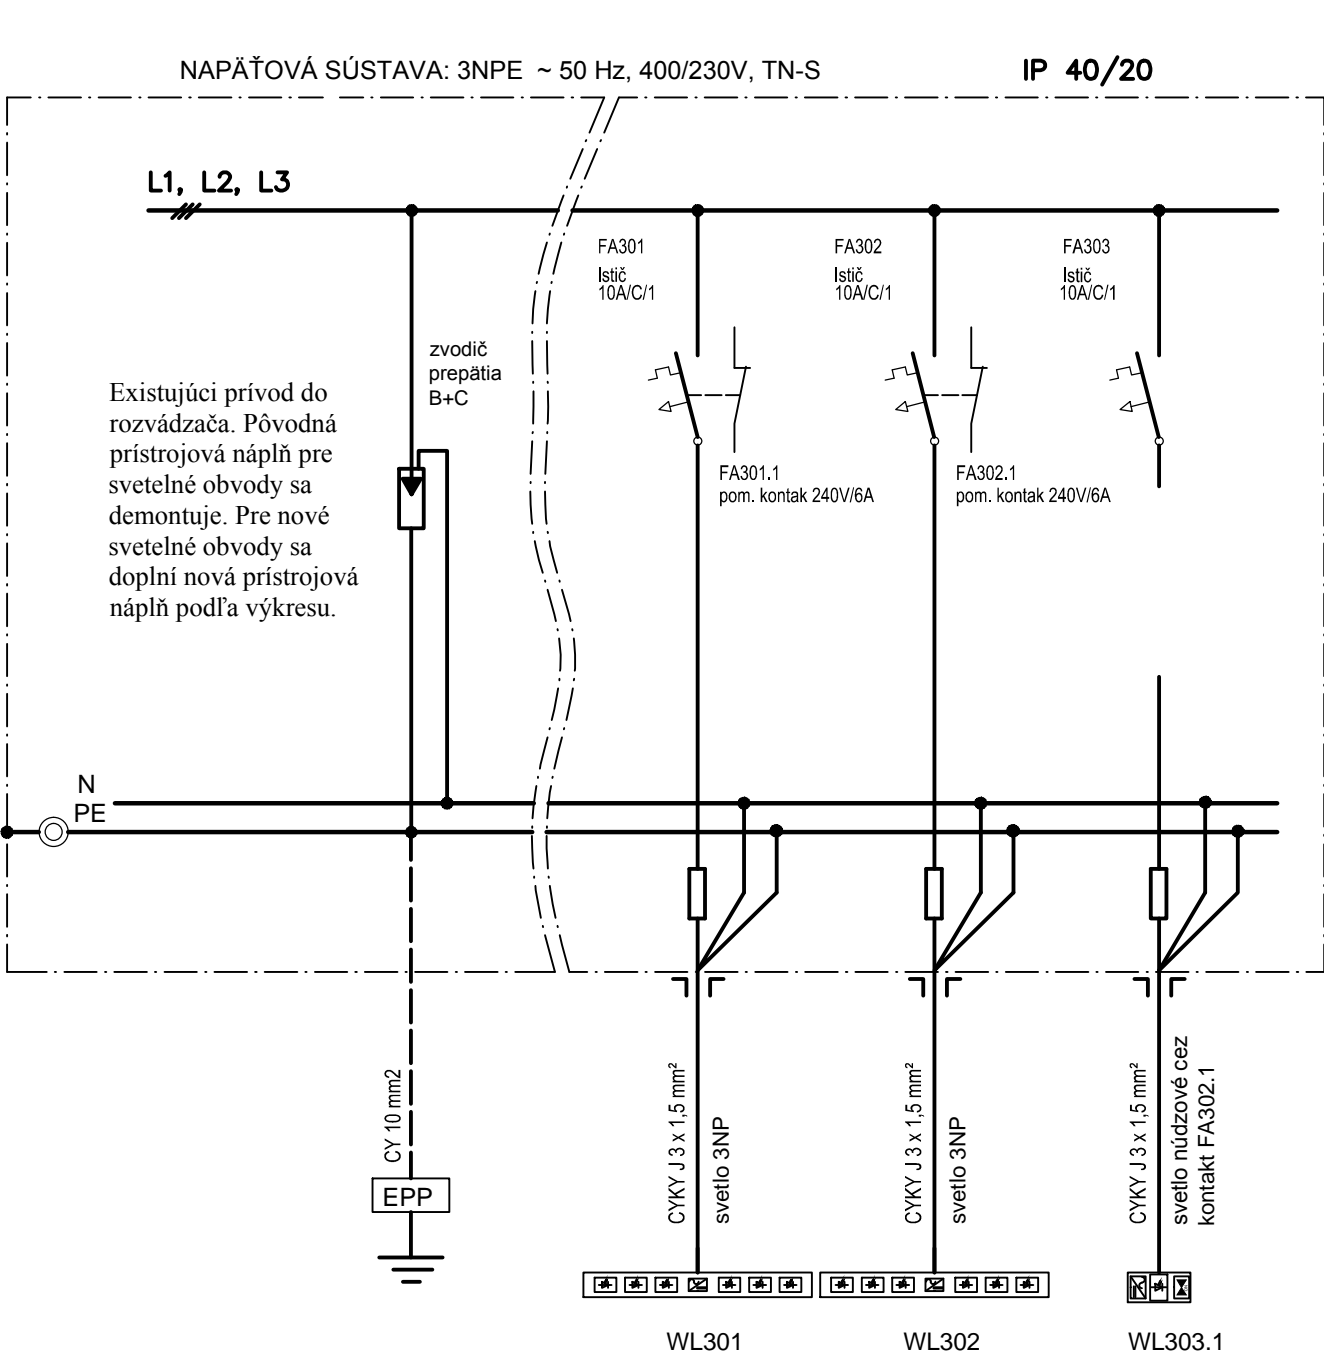 NAPÄŤOVÁ SÚSTAVA: 3NPE ~ 50 Hz, 400/230V, TN-S
IP 40/20
L1, L2, L3
FA301
Istič
10A/C/1
FA302
Istič
10A/C/1
FA303
Istič
10A/C/1
zvodič
prepätia
B+C
Existujúci prívod do
rozvádzača. Pôvodná
prístrojová náplň pre
svetelné obvody sa
demontuje. Pre nové
svetelné obvody sa
doplní nová prístrojová
náplň podľa výkresu.
FA301.1
pom. kontak 240V/6A
FA302.1
pom. kontak 240V/6A
N
PE
CY 10 mm2
EPP
CYKY J 3 x 1,5 mm²
svetlo 3NP
CYKY J 3 x 1,5 mm²
svetlo 3NP
CYKY J 3 x 1,5 mm²
svetlo núdzové cez
kontakt FA302.1
WL301
WL302
WL303.1